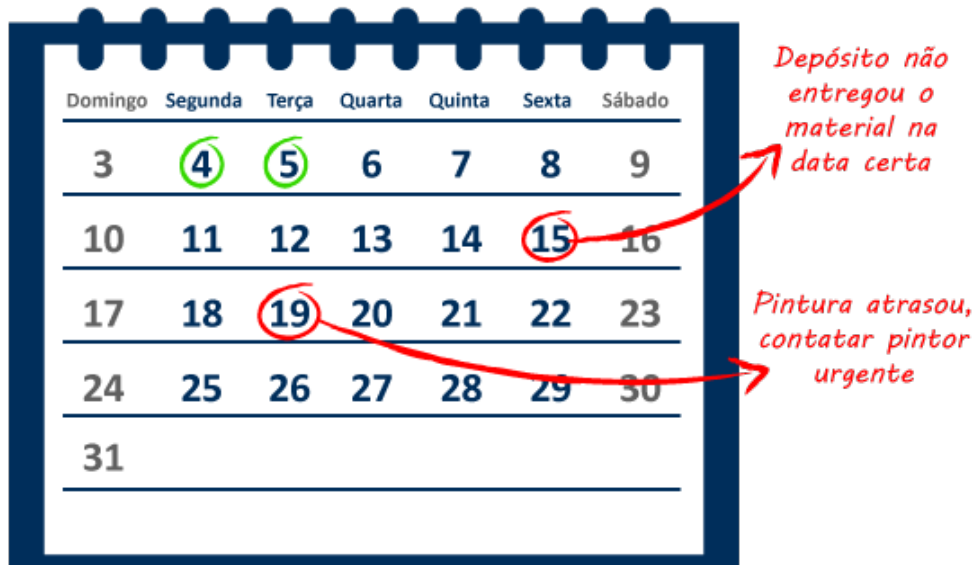 Domingo Segunda Terça Quarta Quinta Sexta Sábado
3 4 5 6 7 8 9
10 11 12 13 14 15 16
17 18 19 20 21 22 23
24 25 26 27 28 29 30
31
Depósito não
entregou o
material na
data certa
Pintura atrasou,
contatar pintor
urgente